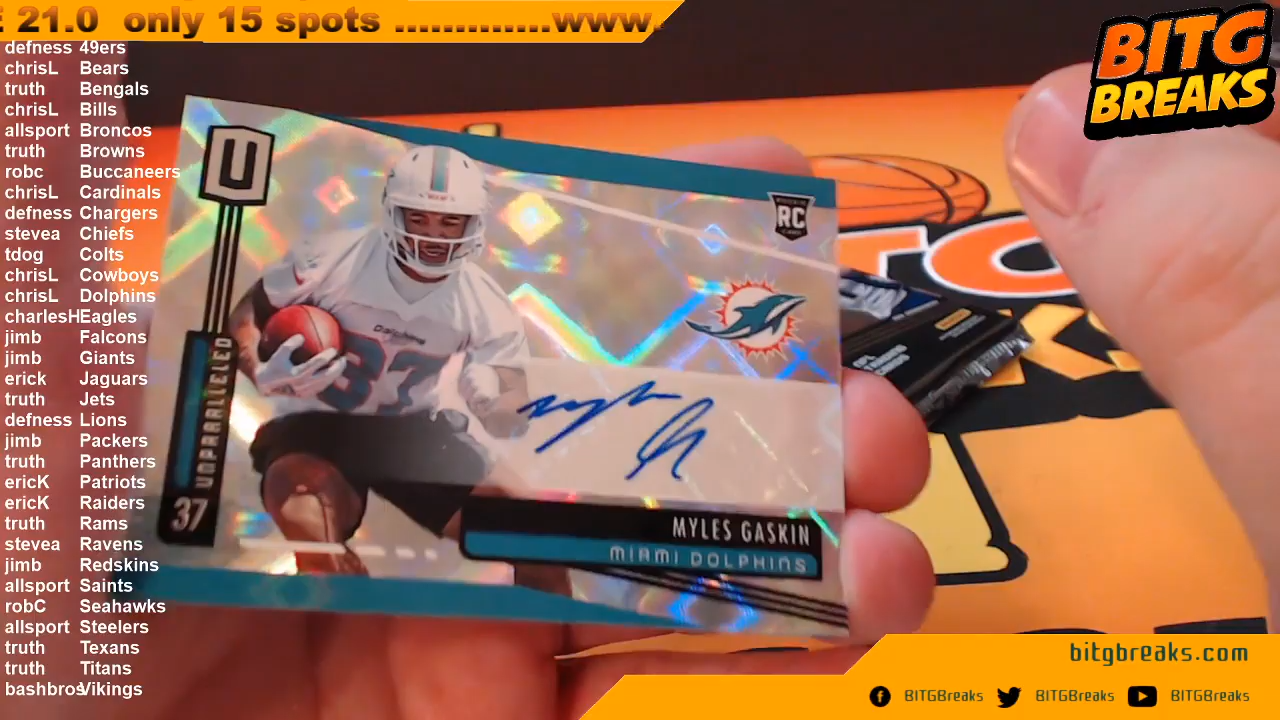 E 21.0 only 15 spots .............www.
defness 49ers
chrisL Bears
truth Bengals
chrisL Bills
allsport Broncos
truth Browns
robc Buccaneers
chrisL Cardinals
defness Chargers
stevea Chiefs
tdog Colts
chrisL Cowboys
chrisL Dolphins
charlesH Eagles
jimb Falcons
jimb Giants
erick Jaguars
truth Jets
defness Lions
jimb Packers
truth Panthers
ericK Patriots
ericK Raiders
truth Rams
stevea Ravens
jimb Redskins
allsport Saints
robC Seahawks
allsport Steelers
truth Texans
truth Titans
bashbros Vikings
BITG
BREAKS
U
UNPARALLELED
37
RC
Dolphins
37
MYLES GASKIN
MIAMI DOLPHINS
bitgbreaks.com
BITGBreaks BITGBreaks BITGBreaks